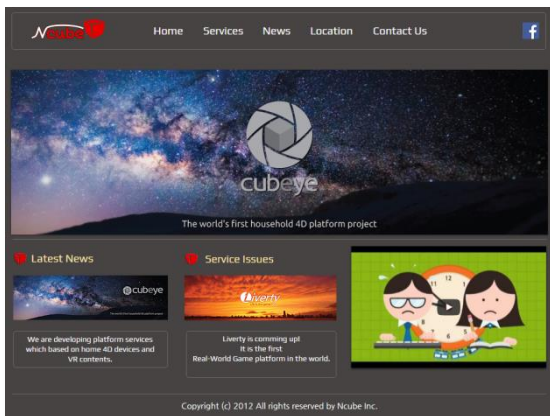 Ncube
Home Services News Location Contact Us
f
cubeye
The world's first household 4D platform project
Latest News
cubeye
We are developing platform services
which based on home 4D devices and
VR contents.
Service Issues
Liverty
Liverty is comming up!
It is the first
Real-World Game platform in the world.
12
11
1
Copyright (c) 2012 All rights reserved by Ncube Inc.